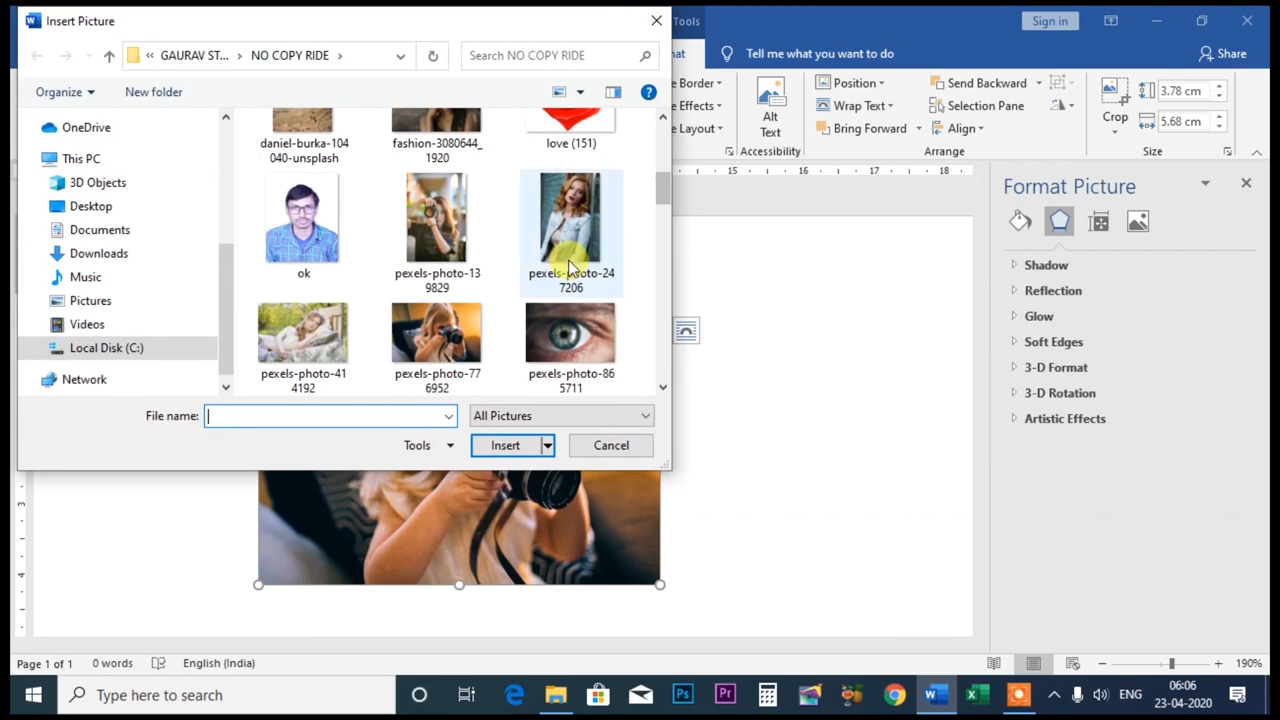 Insert Picture
Tools
Sign in
« GAURAV ST... > NO COPY RIDE >
Search NO COPY RIDE
Tell me what you want to do
Share
Organize
New folder
OneDrive
This PC
3D Objects
Desktop
Documents
Downloads
Music
Pictures
Videos
Local Disk (C:)
Network
daniel-burka-104
040-unsplash
fashion-3080644_
1920
love (151)
ok
pexels-photo-13
9829
pexels-photo-24
7206
pexels-photo-41
4192
pexels-photo-77
6952
pexels-photo-86
5711
File name:
All Pictures
Tools
Insert
Cancel
Border
Effects
Layout
Alt
Text
Accessibility
Position
Wrap Text
Bring Forward
Send Backward
Selection Pane
Align
Arrange
Crop
3.78 cm
5.68 cm
Size
15 16 17 18
Format Picture
Shadow
Reflection
Glow
Soft Edges
3-D Format
3-D Rotation
Artistic Effects
3
4
Page 1 of 1
0 words
English (India)
190%
Type here to search
Ps
Pr
ENG
06:06
23-04-2020